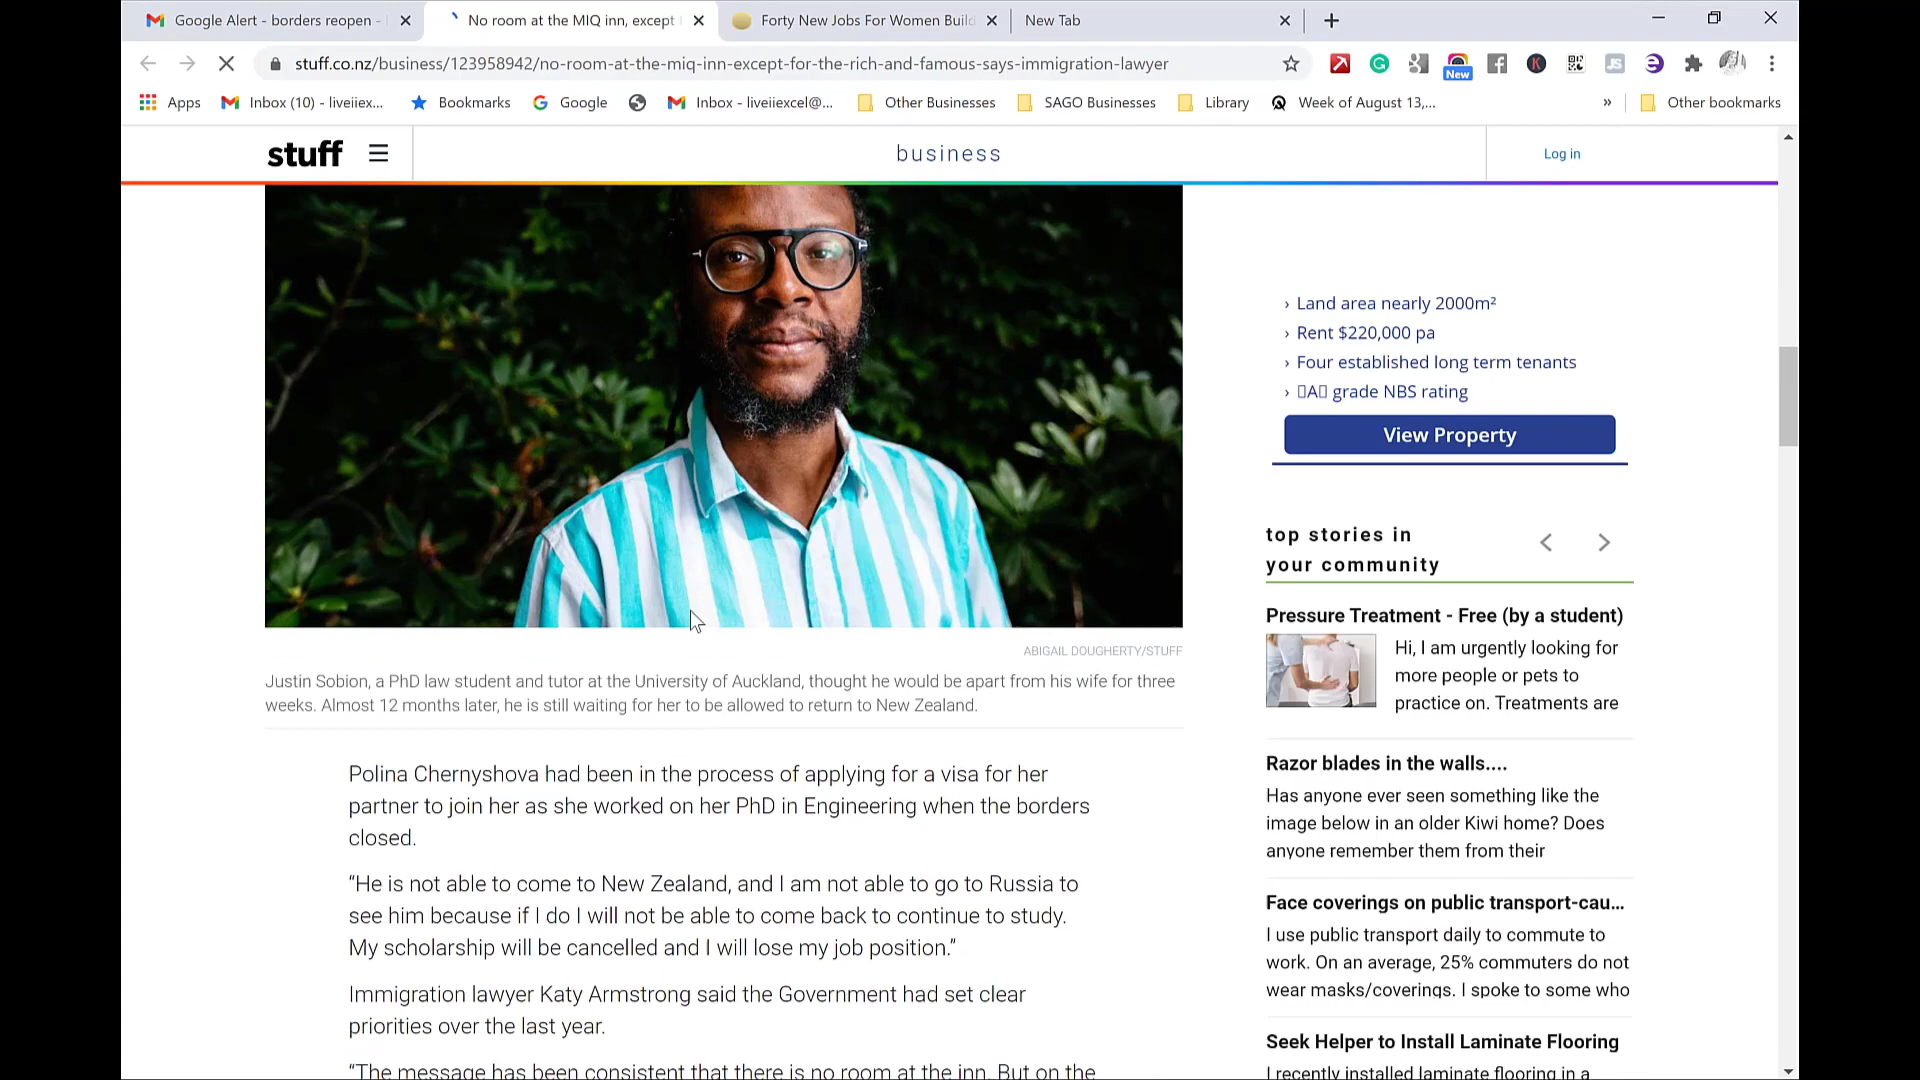 Google Alert - borders reopen -
No room at the MIQ inn, except
Forty New Jobs For Women Build
New Tab
stuff.co.nz/business/123958942/no-room-at-the-miq-inn-except-for-the-rich-and-famous-says-immigration-lawyer
New
Apps
Inbox (10) - liveiiexc...
Bookmarks
Google
Inbox - liveiiexcel@...
Other Businesses
SAGO Businesses
Library
Week of August 13,...
»
Other bookmarks
stuff
business
Log in
› Land area nearly 2000m²
› Rent $220,000 pa
› Four established long term tenants
› ▯A▯ grade NBS rating
View Property
ABIGAIL DOUGHERTY/STUFF
Justin Sobion, a PhD law student and tutor at the University of Auckland, thought he would be apart from his wife for three
weeks. Almost 12 months later, he is still waiting for her to be allowed to return to New Zealand.
Polina Chernyshova had been in the process of applying for a visa for her
partner to join her as she worked on her PhD in Engineering when the borders
closed.
“He is not able to come to New Zealand, and I am not able to go to Russia to
see him because if I do I will not be able to come back to continue to study.
My scholarship will be cancelled and I will lose my job position.”
Immigration lawyer Katy Armstrong said the Government had set clear
priorities over the last year.
“The message has been consistent that there is no room at the inn. But on the
top stories in
your community
Pressure Treatment - Free (by a student)
Hi, I am urgently looking for
more people or pets to
practice on. Treatments are
Razor blades in the walls....
Has anyone ever seen something like the
image below in an older Kiwi home? Does
anyone remember them from their
Face coverings on public transport-cau...
I use public transport daily to commute to
work. On an average, 25% commuters do not
wear masks/coverings. I spoke to some who
Seek Helper to Install Laminate Flooring
I recently installed laminate flooring in a